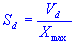 S_d = V_d / X_max